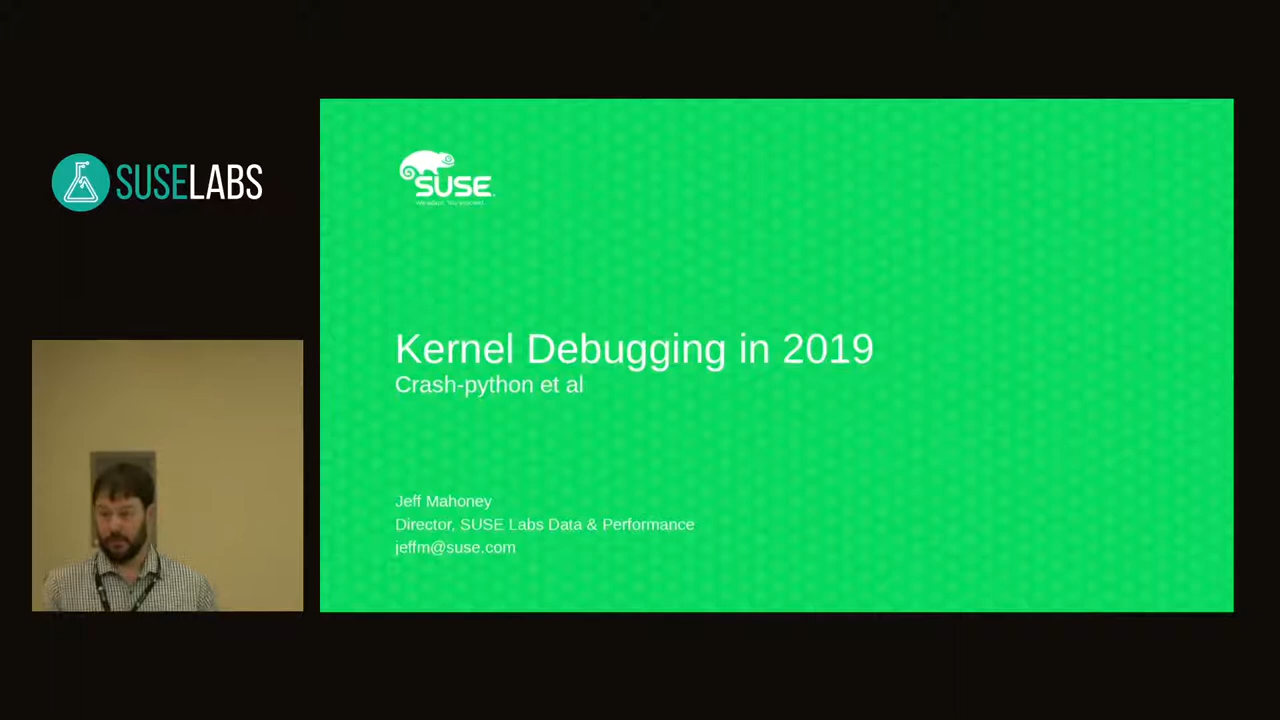 SUSELABS
SUSE
Kernel Debugging in 2019
Crash-python et al
Jeff Mahoney
Director, SUSE Labs Data & Performance
jeffm@suse.com